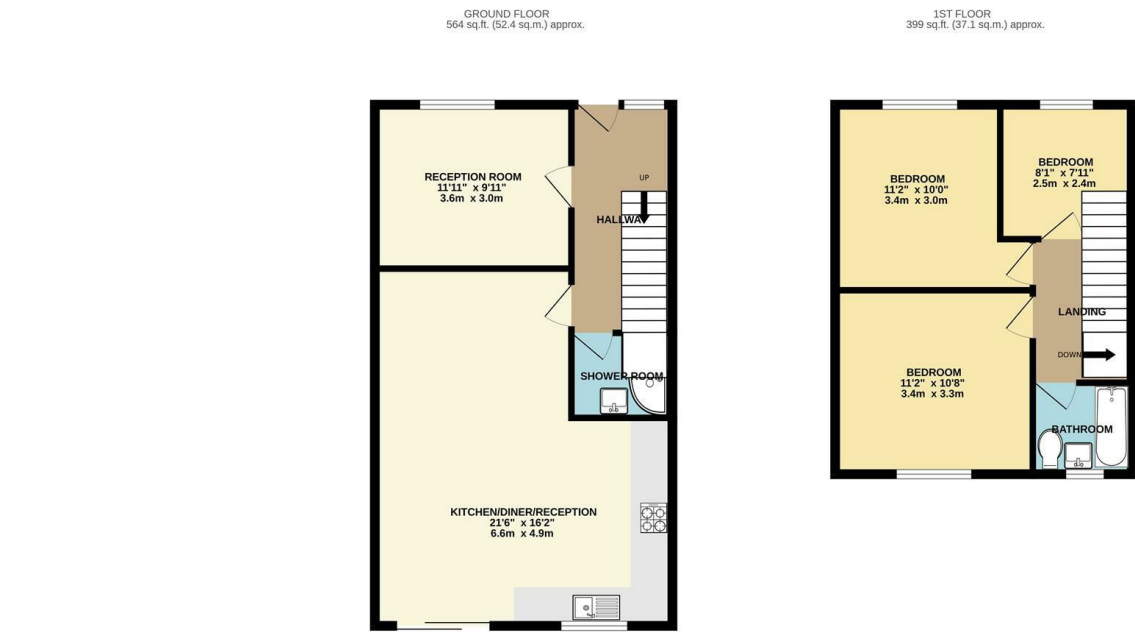 GROUND FLOOR
564 sq.ft. (52.4 sq.m.) approx.
1ST FLOOR
399 sq.ft. (37.1 sq.m.) approx.
RECEPTION ROOM
11'11" x 9'11"
3.6m x 3.0m
UP
HALLWAY
SHOWER ROOM
KITCHEN/DINER/RECEPTION
21'6" x 16'2"
6.6m x 4.9m
BEDROOM
11'2" x 10'0"
3.4m x 3.0m
BEDROOM
8'1" x 7'11"
2.5m x 2.4m
LANDING
DOWN
BEDROOM
11'2" x 10'8"
3.4m x 3.3m
BATHROOM